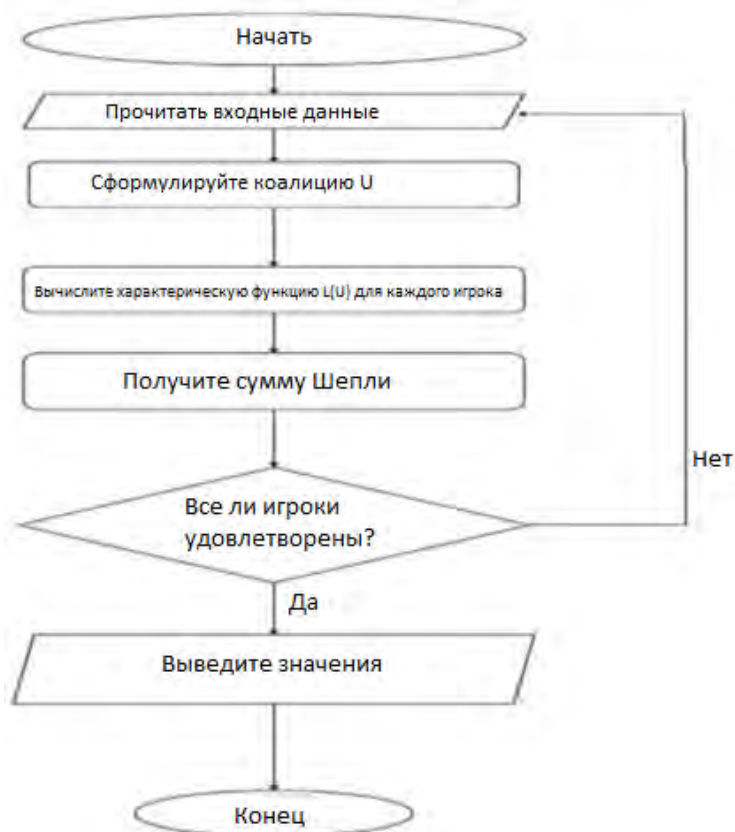 Начать
Прочитать входные данные
Сформулируйте коалицию U
Вычислите характерическую функцию L(U) для каждого игрока
Получите сумму Шепли
Все ли игроки
удовлетворены?
Нет
Да
Выведите значения
Конец